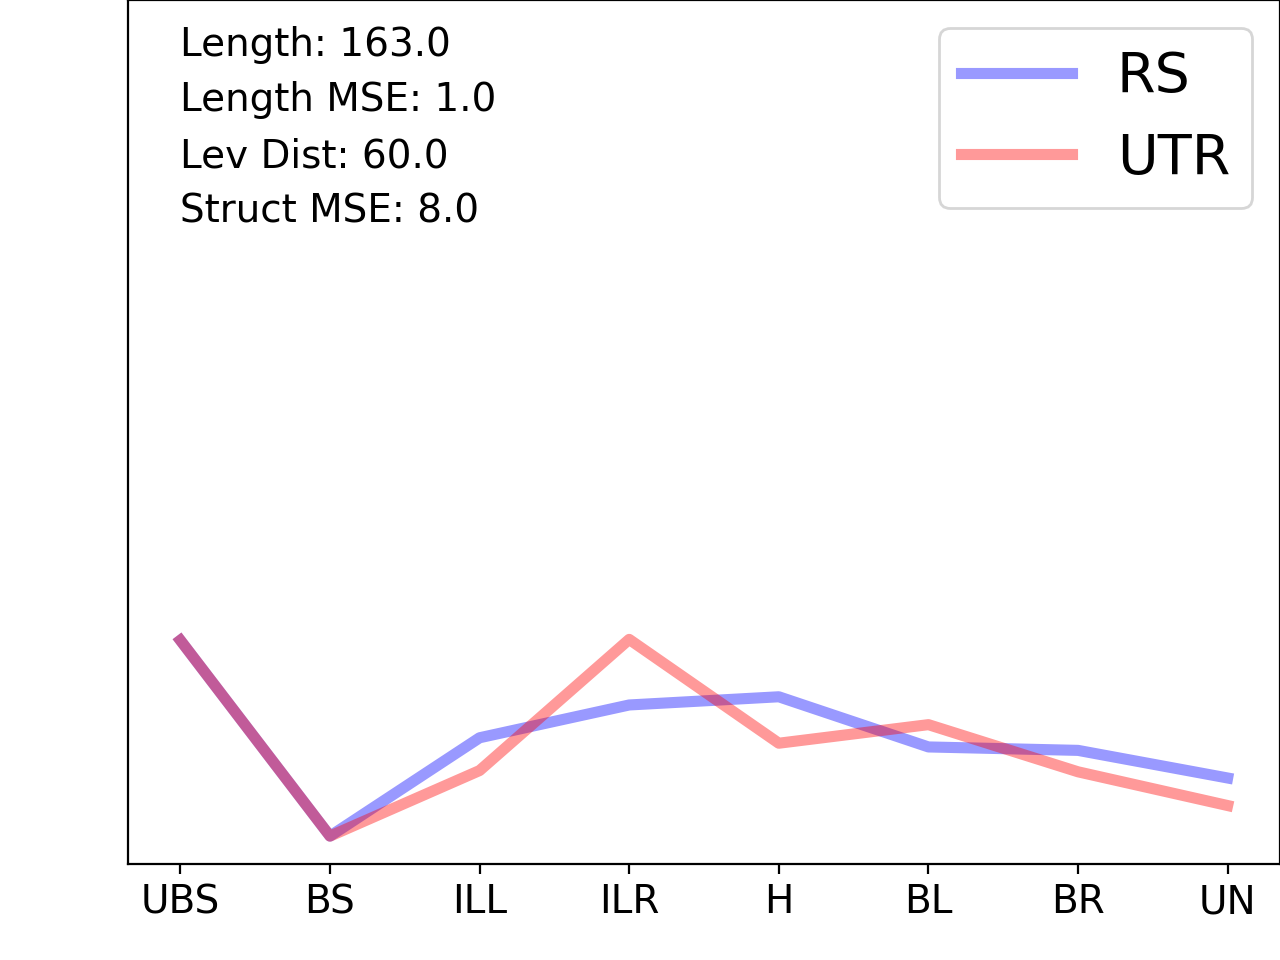 Length: 163.0
Length MSE: 1.0
Lev Dist: 60.0
Struct MSE: 8.0
RS
UTR
UBS BS ILL ILR H BL BR UN